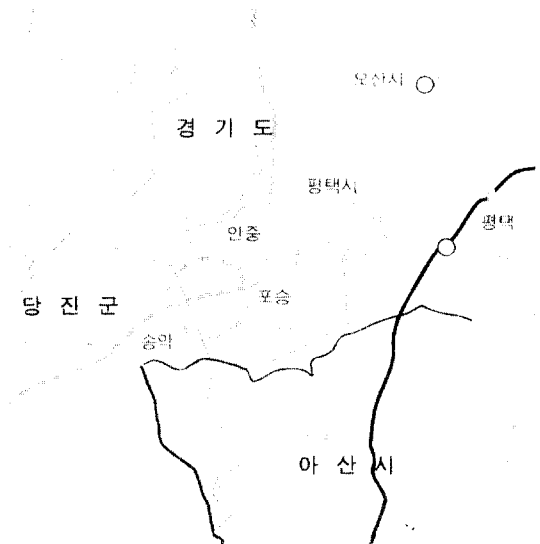 오산시
경 기 도
평택시
평택
안중
포승
당 진 군
송악
아 산 시